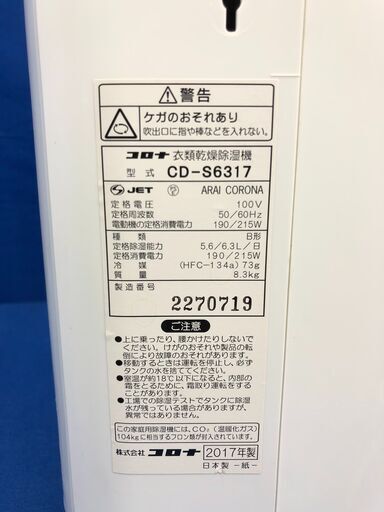 警告
ケガのおそれあり
吹出口に指や棒などを入れない。
コロナ 衣類乾燥除湿機
型式 CD-S6317
S JET PS E ARAI CORONA
定格電圧 100V
定格周波数 50/60Hz
電動機の定格消費電力 190/215W
種類 B形
定格除湿能力 5.6/6.3L/日
定格消費電力 190/215W
冷媒 (HFC-134a) 73g
質量 8.3kg
製造番号
2270719
ご注意
●上に乗ったり、腰かけたりしないで
ください。けがのおそれや製品の転
倒により故障のおそれがあります。
●移動するときは運転を停止し、必ず
タンクの水を捨ててください。
●室温が約18℃以下になると、内部の
霜をとるために、霜取り運転をする
ことがあります。
●工場での除湿テストでタンクに除湿
水が残っている場合がありますが、
異常ではありません。
この家庭用除湿機には、CO₂(温暖化ガス)
104kgに相当するフロン類が封入されています。
株式会社 コロナ 2017年製
日本製 -紙-